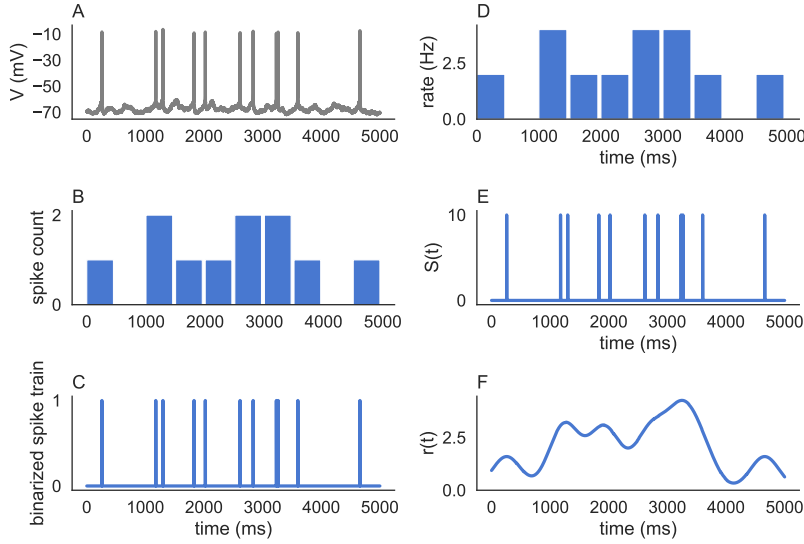 A
V (mV)
−10
−30
−50
−70
0 1000 2000 3000 4000 5000
B
spike count
2
1
0
0 1000 2000 3000 4000 5000
C
binarized spike train
1
0
0 1000 2000 3000 4000 5000
time (ms)
D
rate (Hz)
2.5
0.0
0 1000 2000 3000 4000 5000
time (ms)
E
S(t)
10
0
0 1000 2000 3000 4000 5000
time (ms)
F
r(t)
2.5
0.0
0 1000 2000 3000 4000 5000
time (ms)